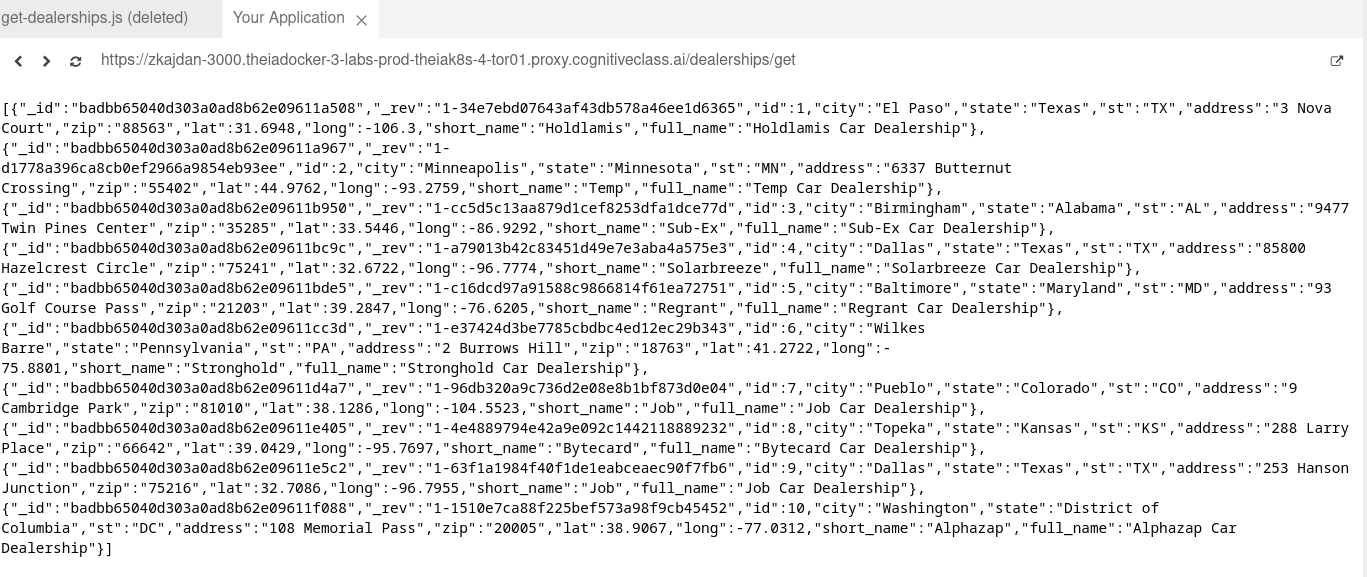 get-dealerships.js (deleted) Your Application
https://zkajdan-3000.theiadocker-3-labs-prod-theiak8s-4-tor01.proxy.cognitiveclass.ai/dealerships/get
[{"_id":"badbb65040d303a0ad8b62e09611a508","_rev":"1-34e7ebd07643af43db578a46ee1d6365","id":1,"city":"El Paso","state":"Texas","st":"TX","address":"3 Nova
Court","zip":"88563","lat":31.6948,"long":-106.3,"short_name":"Holdlamis","full_name":"Holdlamis Car Dealership"},
{"_id":"badbb65040d303a0ad8b62e09611a967","_rev":"1-
d1778a396ca8cb0ef2966a9854eb93ee","id":2,"city":"Minneapolis","state":"Minnesota","st":"MN","address":"6337 Butternut
Crossing","zip":"55402","lat":44.9762,"long":-93.2759,"short_name":"Temp","full_name":"Temp Car Dealership"},
{"_id":"badbb65040d303a0ad8b62e09611b950","_rev":"1-cc5d5c13aa879d1cef8253dfa1dce77d","id":3,"city":"Birmingham","state":"Alabama","st":"AL","address":"9477
Twin Pines Center","zip":"35285","lat":33.5446,"long":-86.9292,"short_name":"Sub-Ex","full_name":"Sub-Ex Car Dealership"},
{"_id":"badbb65040d303a0ad8b62e09611bc9c","_rev":"1-a79013b42c83451d49e7e3aba4a575e3","id":4,"city":"Dallas","state":"Texas","st":"TX","address":"85800
Hazelcrest Circle","zip":"75241","lat":32.6722,"long":-96.7774,"short_name":"Solarbreeze","full_name":"Solarbreeze Car Dealership"},
{"_id":"badbb65040d303a0ad8b62e09611bde5","_rev":"1-c16dcd97a91588c9866814f61ea72751","id":5,"city":"Baltimore","state":"Maryland","st":"MD","address":"93
Golf Course Pass","zip":"21203","lat":39.2847,"long":-76.6205,"short_name":"Regrant","full_name":"Regrant Car Dealership"},
{"_id":"badbb65040d303a0ad8b62e09611cc3d","_rev":"1-e37424d3be7785cbdbc4ed12ec29b343","id":6,"city":"Wilkes
Barre","state":"Pennsylvania","st":"PA","address":"2 Burrows Hill","zip":"18763","lat":41.2722,"long":-
75.8801,"short_name":"Stronghold","full_name":"Stronghold Car Dealership"},
{"_id":"badbb65040d303a0ad8b62e09611d4a7","_rev":"1-96db320a9c736d2e08e8b1bf873d0e04","id":7,"city":"Pueblo","state":"Colorado","st":"CO","address":"9
Cambridge Park","zip":"81010","lat":38.1286,"long":-104.5523,"short_name":"Job","full_name":"Job Car Dealership"},
{"_id":"badbb65040d303a0ad8b62e09611e405","_rev":"1-4e4889794e42a9e092c1442118889232","id":8,"city":"Topeka","state":"Kansas","st":"KS","address":"288 Larry
Place","zip":"66642","lat":39.0429,"long":-95.7697,"short_name":"Bytecard","full_name":"Bytecard Car Dealership"},
{"_id":"badbb65040d303a0ad8b62e09611e5c2","_rev":"1-63f1a1984f40f1de1eabceaec90f7fb6","id":9,"city":"Dallas","state":"Texas","st":"TX","address":"253 Hanson
Junction","zip":"75216","lat":32.7086,"long":-96.7955,"short_name":"Job","full_name":"Job Car Dealership"},
{"_id":"badbb65040d303a0ad8b62e09611f088","_rev":"1-1510e7ca88f225bef573a98f9cb45452","id":10,"city":"Washington","state":"District of
Columbia","st":"DC","address":"108 Memorial Pass","zip":"20005","lat":38.9067,"long":-77.0312,"short_name":"Alphazap","full_name":"Alphazap Car
Dealership"}]